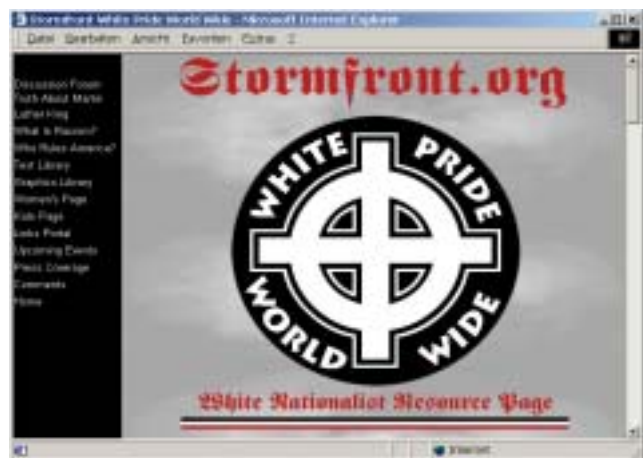 Stormfront White Pride World Wide - Microsoft Internet Explorer
Datei Bearbeiten Ansicht Favoriten Extras ?
Discussion Forum
Truth About Martin
Luther King
What Is Racism?
Who Rules America?
Text Library
Graphics Library
Women's Page
Kids Page
Links Portal
Upcoming Events
Press Coverage
Comments
Home
Stormfront.org
WHITE PRIDE
WORLD WIDE
White Nationalist Resource Page
Internet